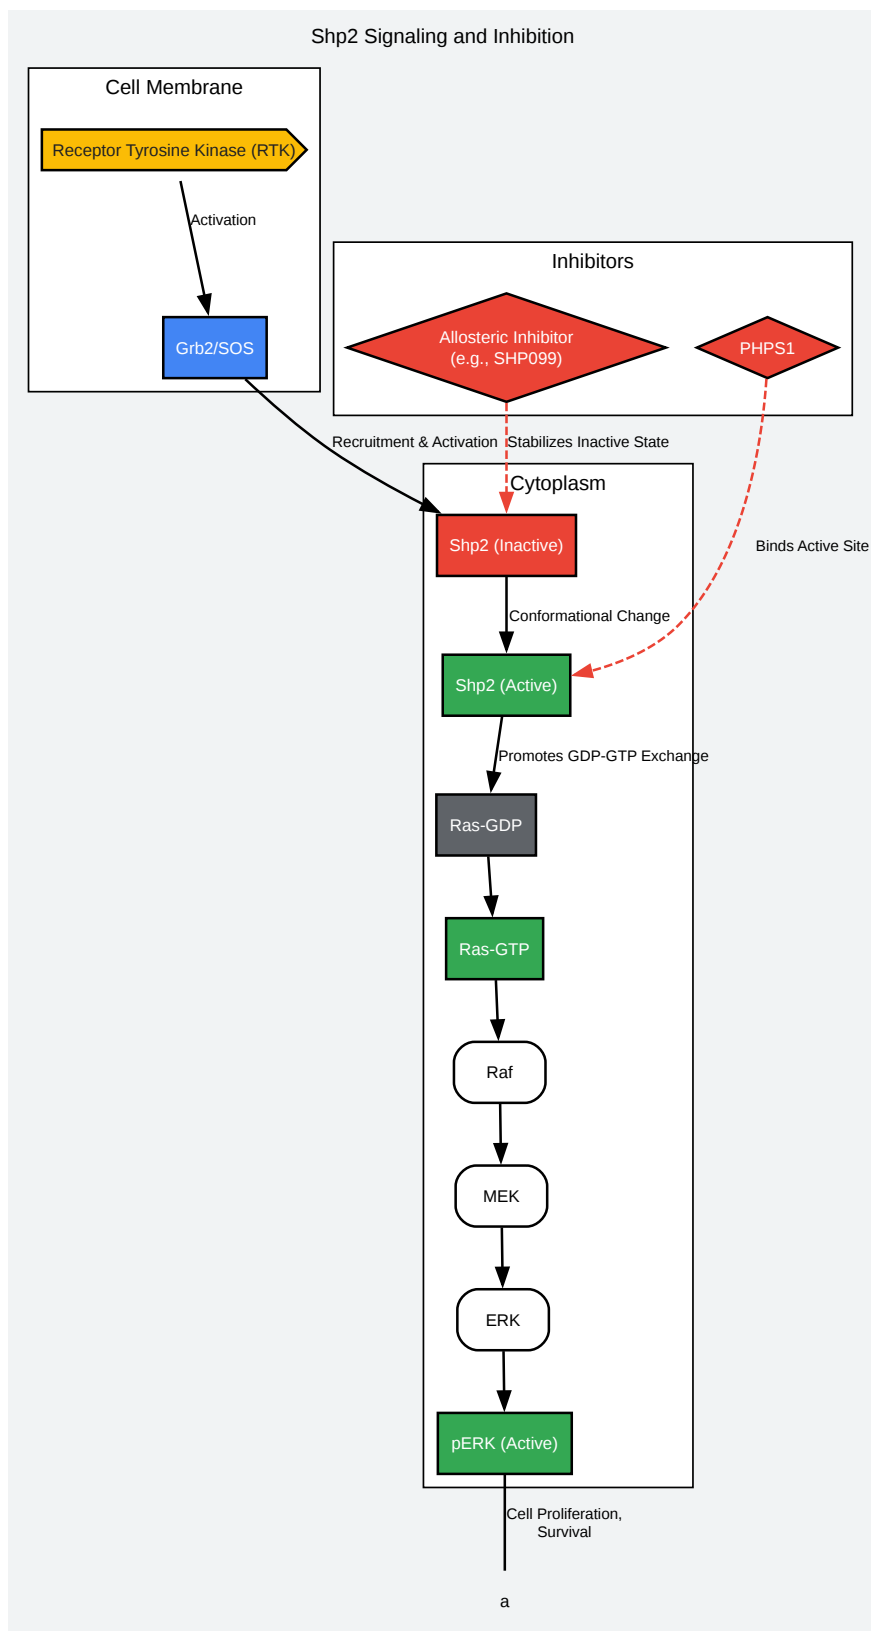 Shp2 Signaling and Inhibition
Cell Membrane
Receptor Tyrosine Kinase (RTK)
Activation
Grb2/SOS
Inhibitors
Allosteric Inhibitor
(e.g., SHP099)
PHPS1
Recruitment & Activation
Stabilizes Inactive State
Cytoplasm
Shp2 (Inactive)
Binds Active Site
Conformational Change
Shp2 (Active)
Promotes GDP-GTP Exchange
Ras-GDP
Ras-GTP
Raf
MEK
ERK
pERK (Active)
Cell Proliferation,
Survival
a